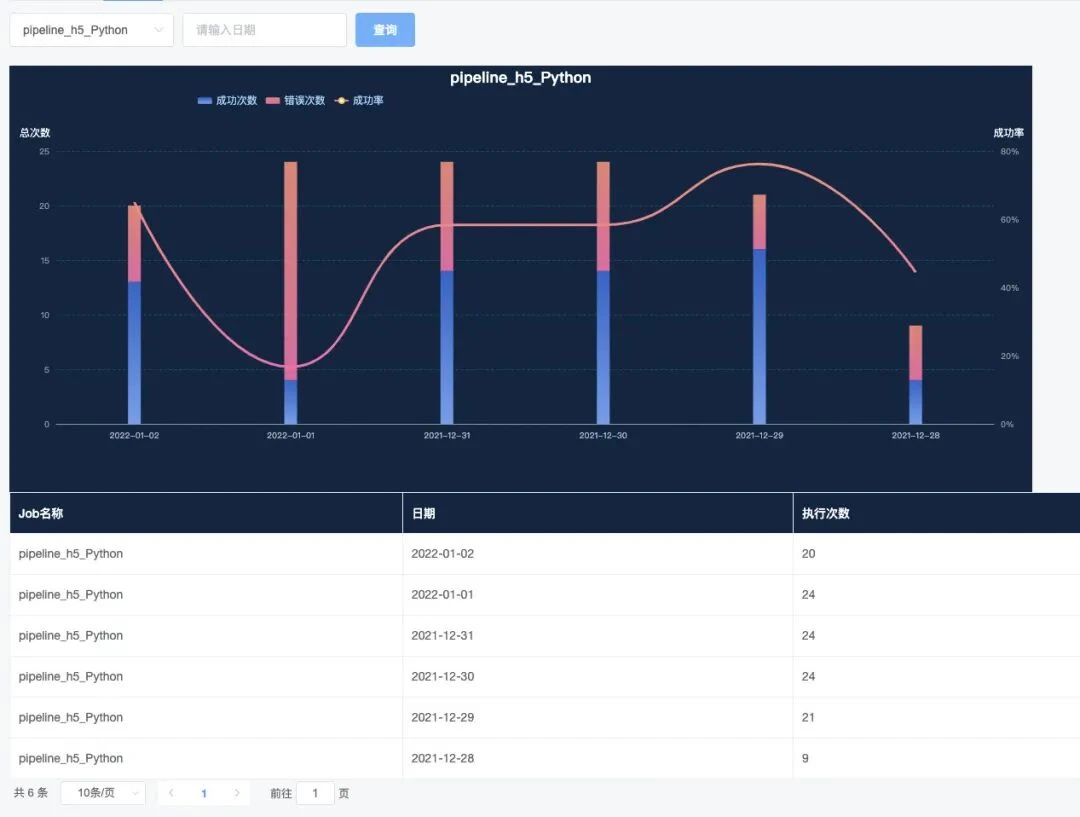 pipeline_h5_Python 请输入日期 查询
pipeline_h5_Python
成功次数 错误次数 成功率
总次数 成功率
25 80%
20 60%
15 40%
10 20%
5
0 0%
2022-01-02 2022-01-01 2021-12-31 2021-12-30 2021-12-29 2021-12-28
Job名称 日期 执行次数
pipeline_h5_Python 2022-01-02 20
pipeline_h5_Python 2022-01-01 24
pipeline_h5_Python 2021-12-31 24
pipeline_h5_Python 2021-12-30 24
pipeline_h5_Python 2021-12-29 21
pipeline_h5_Python 2021-12-28 9
共 6 条 10条/页 1 前往 1 页